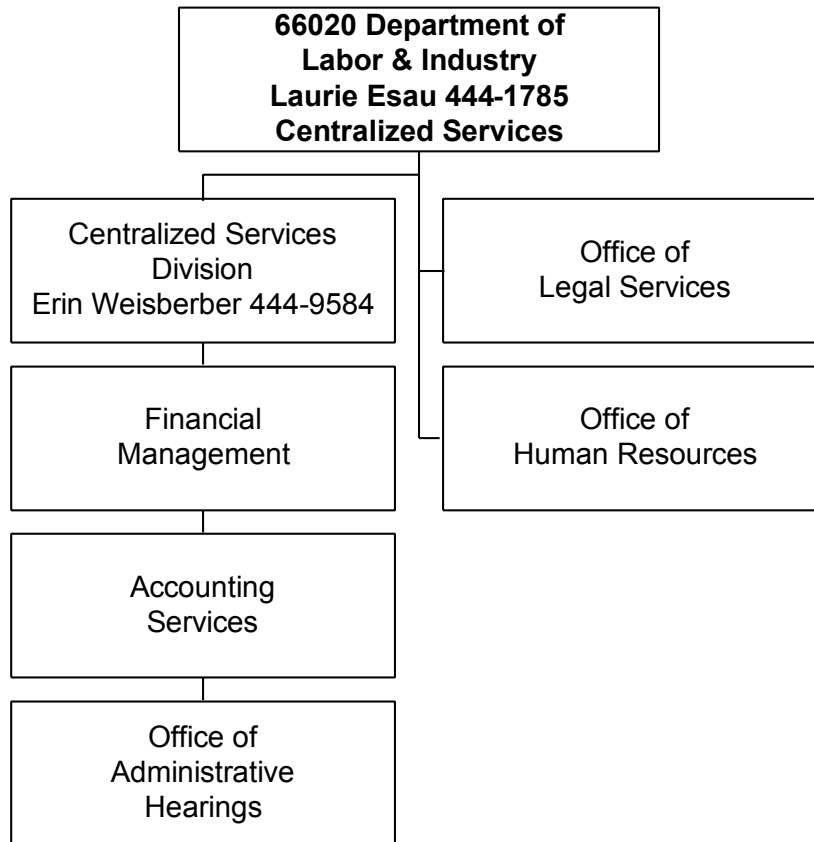 66020 Department of
Labor & Industry
Laurie Esau 444-1785
Centralized Services
Centralized Services
Division
Erin Weisberber 444-9584
Office of
Legal Services
Financial
Management
Office of
Human Resources
Accounting
Services
Office of
Administrative
Hearings